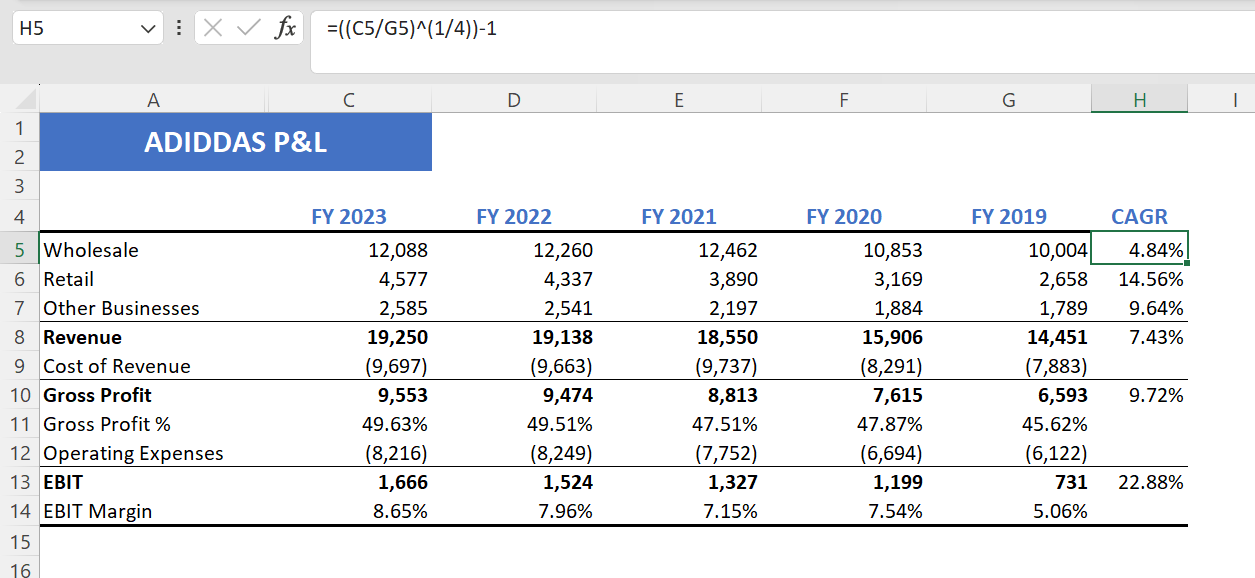 H5 fx =((C5/G5)^(1/4))-1
A C D E F G H I
1 ADIDDAS P&L
2
3
4 FY 2023 FY 2022 FY 2021 FY 2020 FY 2019 CAGR
5 Wholesale 12,088 12,260 12,462 10,853 10,004 4.84%
6 Retail 4,577 4,337 3,890 3,169 2,658 14.56%
7 Other Businesses 2,585 2,541 2,197 1,884 1,789 9.64%
8 Revenue 19,250 19,138 18,550 15,906 14,451 7.43%
9 Cost of Revenue (9,697) (9,663) (9,737) (8,291) (7,883)
10 Gross Profit 9,553 9,474 8,813 7,615 6,593 9.72%
11 Gross Profit % 49.63% 49.51% 47.51% 47.87% 45.62%
12 Operating Expenses (8,216) (8,249) (7,752) (6,694) (6,122)
13 EBIT 1,666 1,524 1,327 1,199 731 22.88%
14 EBIT Margin 8.65% 7.96% 7.15% 7.54% 5.06%
15
16